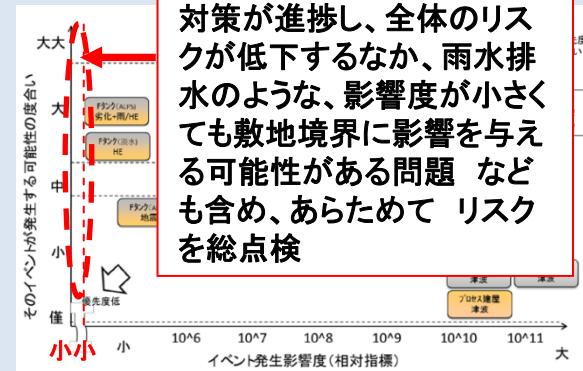 対策が進捗し、全体のリス
クが低下するなか、雨水排
水のような、影響度が小さく
ても敷地境界に影響を与え
る可能性がある問題 など
も含め、あらためて リスク
を総点検
そのイベントが発生する可能性の度合い
大大
大
中
小
僅
Fタンク(ALPS)
劣化+雨/HE
Fタンク(淡水)
HE
地震
優先度低
津波
津波
プロセス建屋
津波
小小
小
10^6
10^7
10^8
10^9
10^10
10^11
大
イベント発生影響度(相対指標)